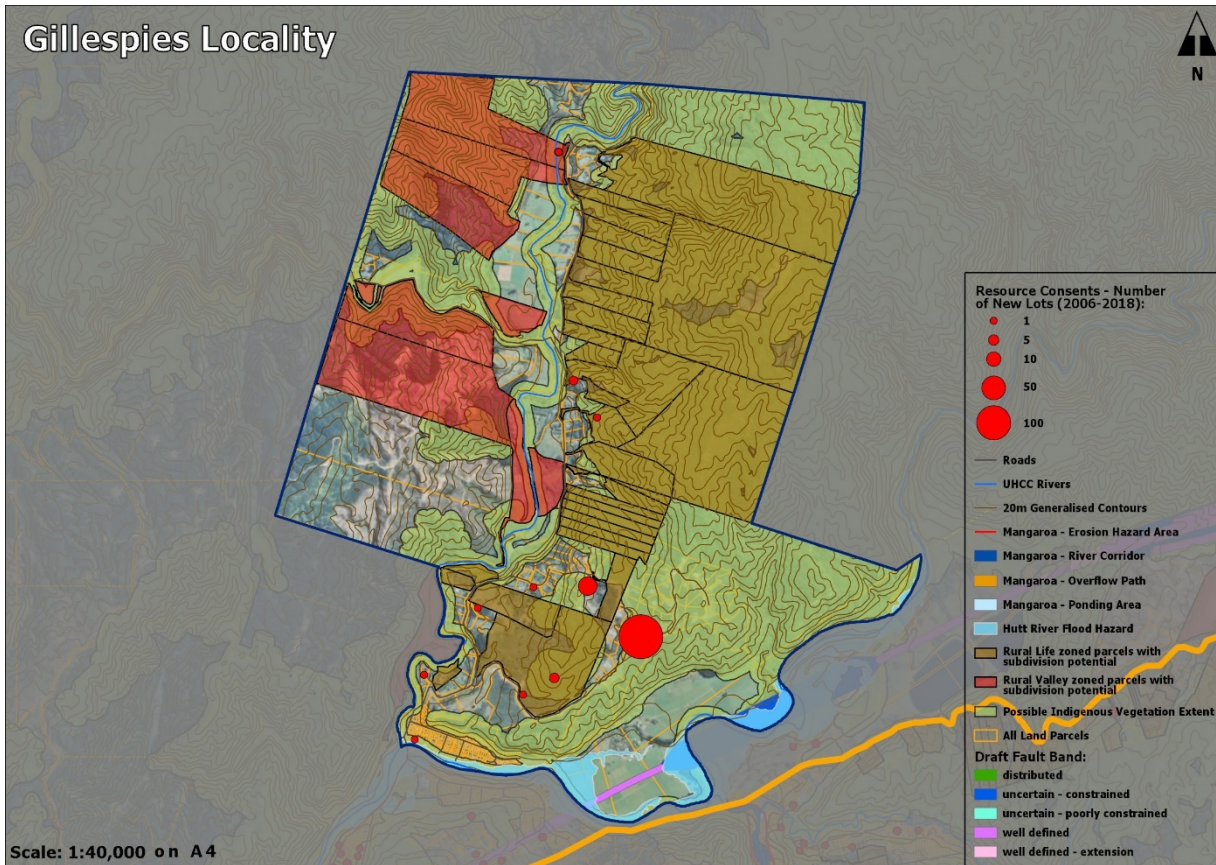 Gillespies Locality
N
Resource Consents - Number
of New Lots (2006-2018):
1
5
10
50
100
Roads
UHCC Rivers
20m Generalised Contours
Mangaroa - Erosion Hazard Area
Mangaroa - River Corridor
Mangaroa - Overflow Path
Mangaroa - Ponding Area
Hutt River Flood Hazard
Rural Life zoned parcels with
subdivision potential
Rural Valley zoned parcels with
subdivision potential
Possible Indigenous Vegetation Extent
All Land Parcels
Draft Fault Band:
distributed
uncertain - constrained
uncertain - poorly constrained
well defined
well defined - extension
Scale: 1:40,000 on A4